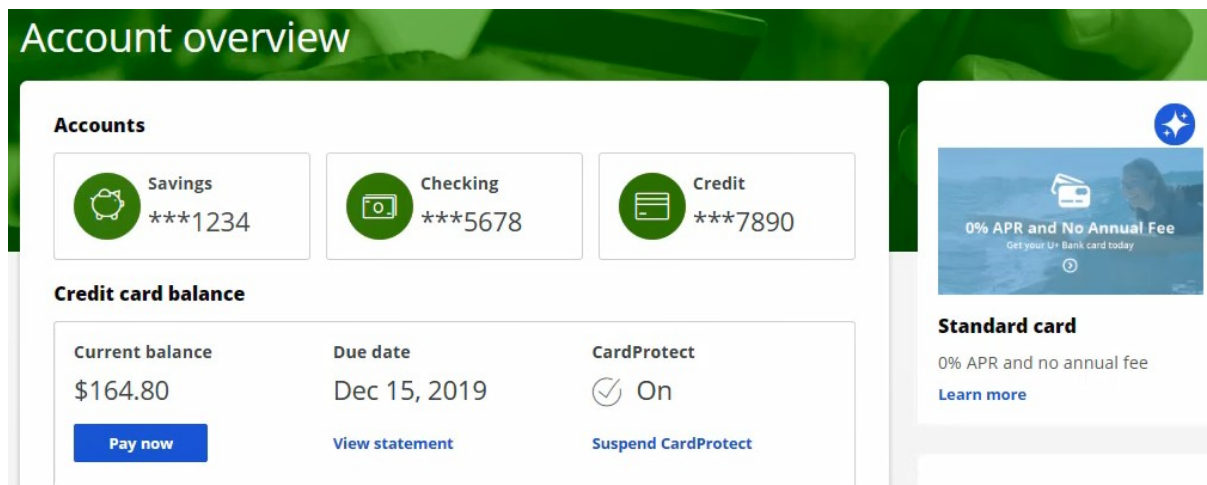 Account overview
Accounts
Savings
***1234
Checking
***5678
Credit
***7890
Credit card balance
Current balance
$164.80
Pay now
Due date
Dec 15, 2019
View statement
CardProtect
On
Suspend CardProtect
0% APR and No Annual Fee
Get your U+ Bank card today
Standard card
0% APR and no annual fee
Learn more